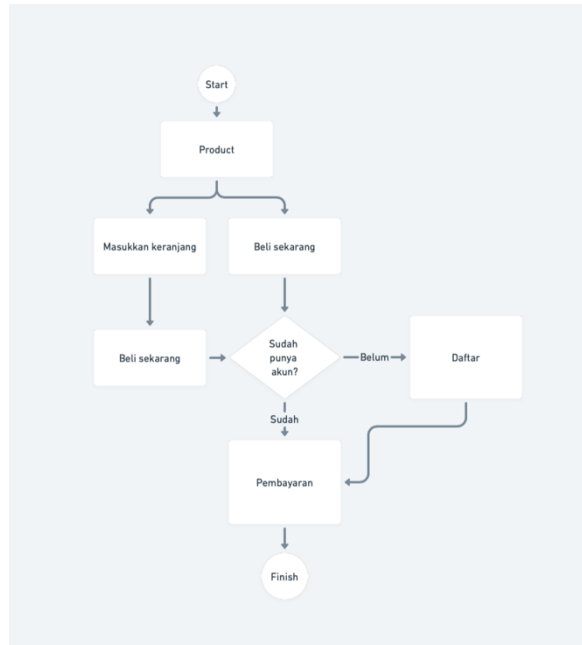 Start
Product
Masukkan keranjang
Beli sekarang
Beli sekarang
Sudah
punya
akun?
Belum
Daftar
Sudah
Pembayaran
Finish